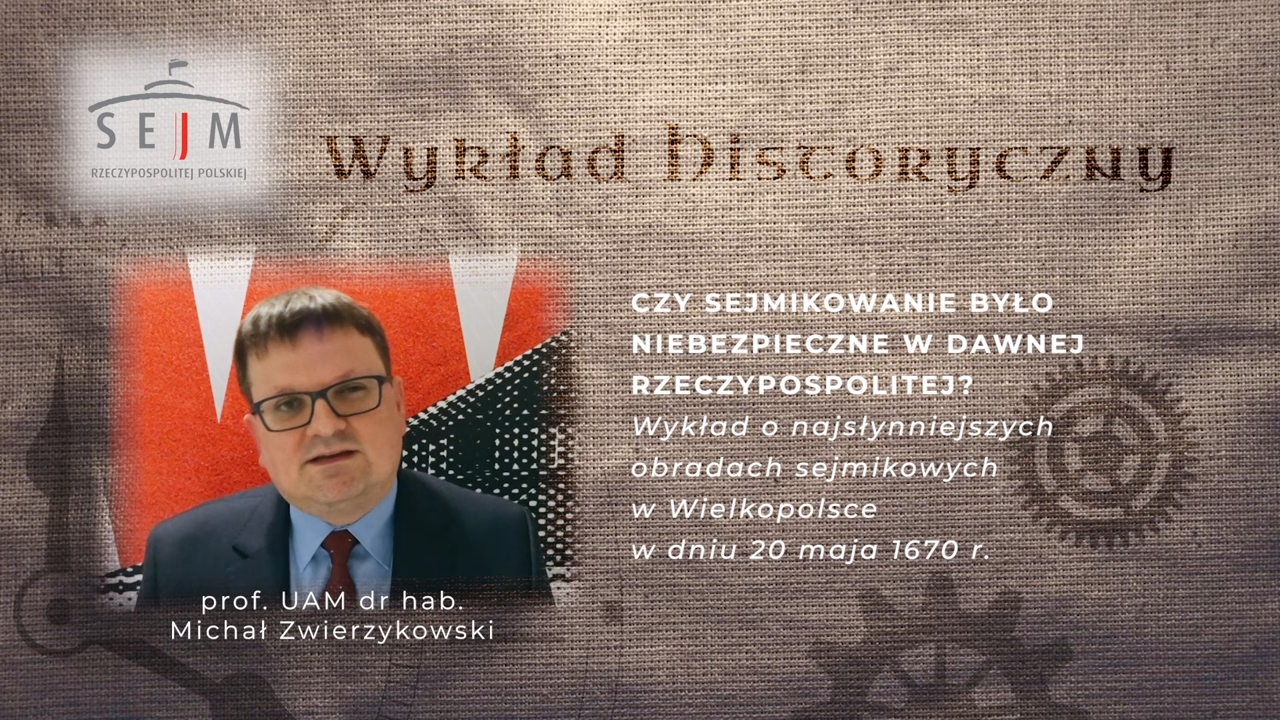 SEJM
RZECZYPOSPOLITEJ POLSKIEJ
Wykład Historyczny
CZY SEJMIKOWANIE BYŁO
NIEBEZPIECZNE W DAWNEJ
RZECZYPOSPOLITEJ?
Wykład o najsłynniejszych
obradach sejmikowych
w Wielkopolsce
w dniu 20 maja 1670 r.
prof. UAM dr hab.
Michał Zwierzykowski